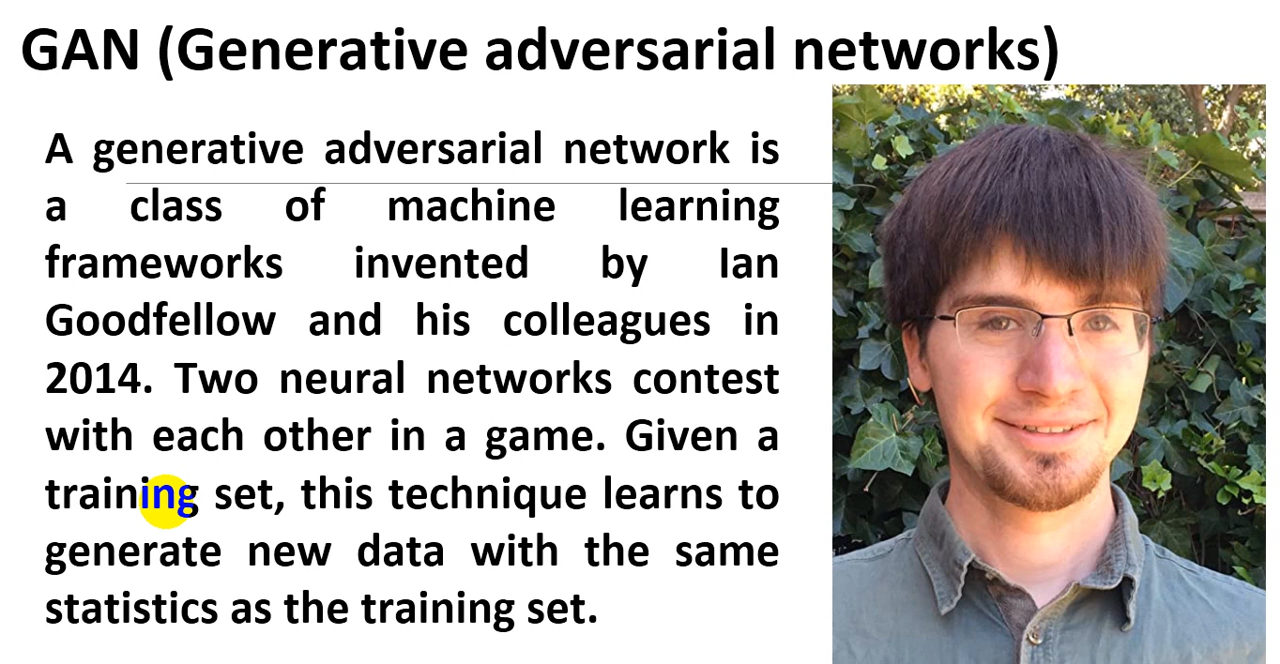 GAN (Generative adversarial networks)
A generative adversarial network is
a class of machine learning
frameworks invented by Ian
Goodfellow and his colleagues in
2014. Two neural networks contest
with each other in a game. Given a
training set, this technique learns to
generate new data with the same
statistics as the training set.